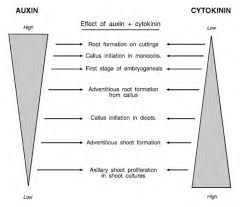 AUXIN
CYTOKININ
Effect of auxin + cytokinin
High
Low
Root formation on cuttings
Callus initiation in monocots.
First stage of embryogenesis
Adventitious root formation
from callus
Callus initiation in dicots.
Adventitious shoot formation
Axillary shoot proliferation
in shoot cultures
Low
High